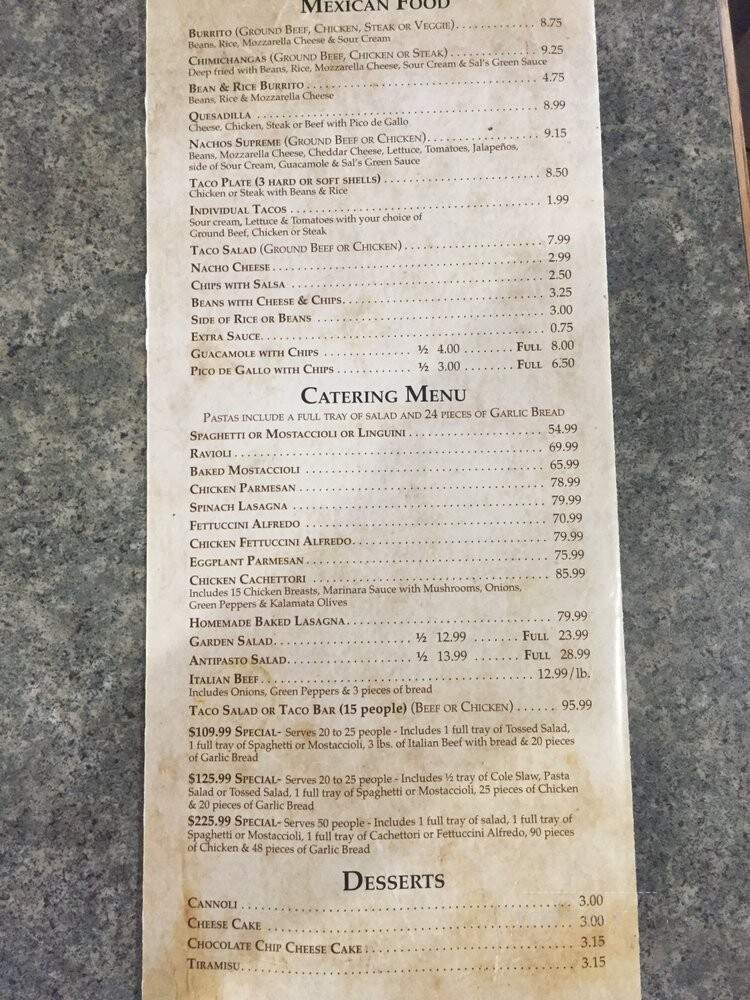 MEXICAN FOOD
BURRITO (GROUND BEEF, CHICKEN, STEAK OR VEGGIE) 8.75
Beans, Rice, Mozzarella Cheese & Sour Cream
CHIMICHANGAS (GROUND BEEF, CHICKEN OR STEAK) 9.25
Deep fried with Beans, Rice, Mozzarella Cheese, Sour Cream & Sal's Green Sauce
BEAN & RICE BURRITO 4.75
Beans, Rice & Mozzarella Cheese
QUESADILLA 8.99
Cheese, Chicken, Steak or Beef with Pico de Gallo
NACHOS SUPREME (GROUND BEEF OR CHICKEN) 9.15
Beans, Mozzarella Cheese, Cheddar Cheese, Lettuce, Tomatoes, Jalapeños,
side of Sour Cream, Guacamole & Sal's Green Sauce
TACO PLATE (3 HARD OR SOFT SHELLS) 8.50
Chicken or Steak with Beans & Rice
INDIVIDUAL TACOS 1.99
Sour cream, Lettuce & Tomatoes with your choice of
Ground Beef, Chicken or Steak
TACO SALAD (GROUND BEEF OR CHICKEN) 7.99
NACHO CHEESE 2.99
CHIPS WITH SALSA 2.50
BEANS WITH CHEESE & CHIPS 3.25
SIDE OF RICE OR BEANS 3.00
EXTRA SAUCE 0.75
GUACAMOLE WITH CHIPS ½ 4.00 FULL 8.00
PICO DE GALLO WITH CHIPS ½ 3.00 FULL 6.50
CATERING MENU
PASTAS INCLUDE A FULL TRAY OF SALAD AND 24 PIECES OF GARLIC BREAD
SPAGHETTI OR MOSTACCIOLI OR LINGUINI 54.99
RAVIOLI 69.99
BAKED MOSTACCIOLI 65.99
CHICKEN PARMESAN 78.99
SPINACH LASAGNA 79.99
FETTUCCINI ALFREDO 70.99
CHICKEN FETTUCCINI ALFREDO 79.99
EGGPLANT PARMESAN 75.99
CHICKEN CACHETTORI 85.99
Includes 15 Chicken Breasts, Marinara Sauce with Mushrooms, Onions,
Green Peppers & Kalamata Olives
HOMEMADE BAKED LASAGNA 79.99
GARDEN SALAD ½ 12.99 FULL 23.99
ANTIPASTO SALAD ½ 13.99 FULL 28.99
ITALIAN BEEF 12.99/lb.
Includes Onions, Green Peppers & 3 pieces of bread
TACO SALAD OR TACO BAR (15 people) (BEEF OR CHICKEN) 95.99
$109.99 SPECIAL- Serves 20 to 25 people - Includes 1 full tray of Tossed Salad,
1 full tray of Spaghetti or Mostaccioli, 3 lbs. of Italian Beef with bread & 20 pieces
of Garlic Bread
$125.99 SPECIAL- Serves 20 to 25 people - Includes ½ tray of Cole Slaw, Pasta
Salad or Tossed Salad, 1 full tray of Spaghetti or Mostaccioli, 25 pieces of Chicken
& 20 pieces of Garlic Bread
$225.99 SPECIAL- Serves 50 people - Includes 1 full tray of salad, 1 full tray of
Spaghetti or Mostaccioli, 1 full tray of Cachettori or Fettuccini Alfredo, 90 pieces
of Chicken & 48 pieces of Garlic Bread
DESSERTS
CANNOLI 3.00
CHEESE CAKE 3.00
CHOCOLATE CHIP CHEESE CAKE 3.15
TIRAMISU 3.15